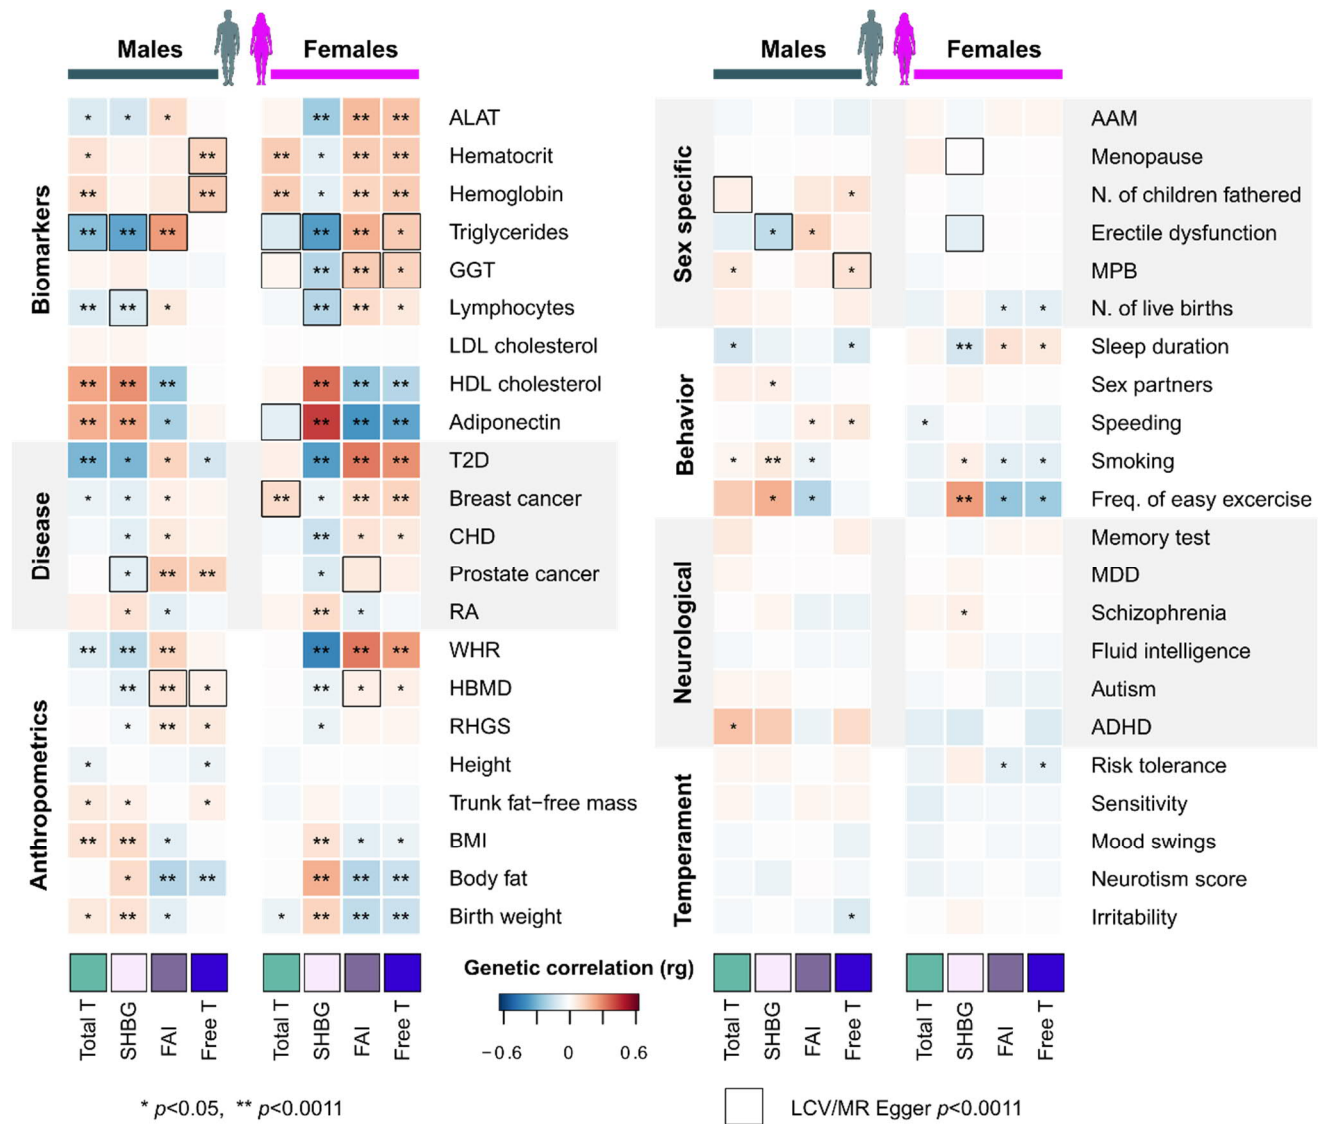 Males
Females
Males
Females
Biomarkers
* * * ** ** ** ALAT
* ** ** * ** ** Hematocrit
** ** ** * ** ** Hemoglobin
** ** ** ** ** * Triglycerides
** ** * GGT
** ** * ** ** * Lymphocytes
LDL cholesterol
** ** ** ** ** ** HDL cholesterol
** ** * ** ** ** Adiponectin
Disease
** * * * ** ** ** T2D
* * * ** * ** ** Breast cancer
* * ** * * CHD
* ** ** * Prostate cancer
* * ** * RA
Anthropometrics
** ** ** ** ** ** WHR
** ** * ** * * HBMD
* ** * * RHGS
* * Height
* * * Trunk fat−free mass
** ** * ** * * BMI
* ** ** ** ** ** Body fat
* ** * * ** ** ** Birth weight
Total T
SHBG
FAI
Free T
Total T
SHBG
FAI
Free T
Genetic correlation (rg)
−0.6 0 0.6
* p<0.05, ** p<0.0011
Sex specific
AAM
Menopause
* N. of children fathered
* * Erectile dysfunction
* * MPB
* * N. of live births
Behavior
* * ** * * Sleep duration
* Sex partners
* * * Speeding
* ** * * * * Smoking
* * ** * * Freq. of easy excercise
Neurological
Memory test
MDD
* Schizophrenia
Fluid intelligence
Autism
* ADHD
Temperament
* * Risk tolerance
Sensitivity
Mood swings
Neurotism score
* Irritability
Total T
SHBG
FAI
Free T
Total T
SHBG
FAI
Free T
LCV/MR Egger p<0.0011